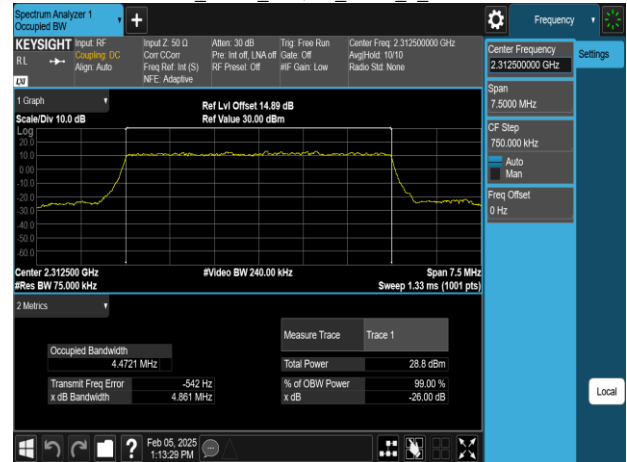 Spectrum Analyzer 1
Occupied BW
Frequency
KEYSIGHT
RL
LXI
Input: RF
Coupling: DC
Align: Auto
Input Z: 50 Ω
Corr CCorr
Freq Ref: Int (S)
NFE: Adaptive
Atten: 30 dB
Pre: Int off, LNA off
RF Presel: Off
Trig: Free Run
Gate: Off
#IF Gain: Low
Center Freq: 2.312500000 GHz
Avg|Hold: 10/10
Radio Std: None
Center Frequency
2.312500000 GHz
Settings
Span
7.5000 MHz
CF Step
750.000 kHz
Auto
Man
Freq Offset
0 Hz
1 Graph
Scale/Div 10.0 dB
Ref Lvl Offset 14.89 dB
Ref Value 30.00 dBm
Log
20.0
10.0
0.00
-10.0
-20.0
-30.0
-40.0
-50.0
-60.0
Center 2.312500 GHz
#Video BW 240.00 kHz
Span 7.5 MHz
#Res BW 75.000 kHz
Sweep 1.33 ms (1001 pts)
2 Metrics
Measure Trace
Trace 1
Occupied Bandwidth
4.4721 MHz
Total Power
28.8 dBm
Transmit Freq Error
-542 Hz
% of OBW Power
99.00 %
x dB Bandwidth
4.861 MHz
x dB
-26.00 dB
Local
?
Feb 05, 2025
1:13:29 PM